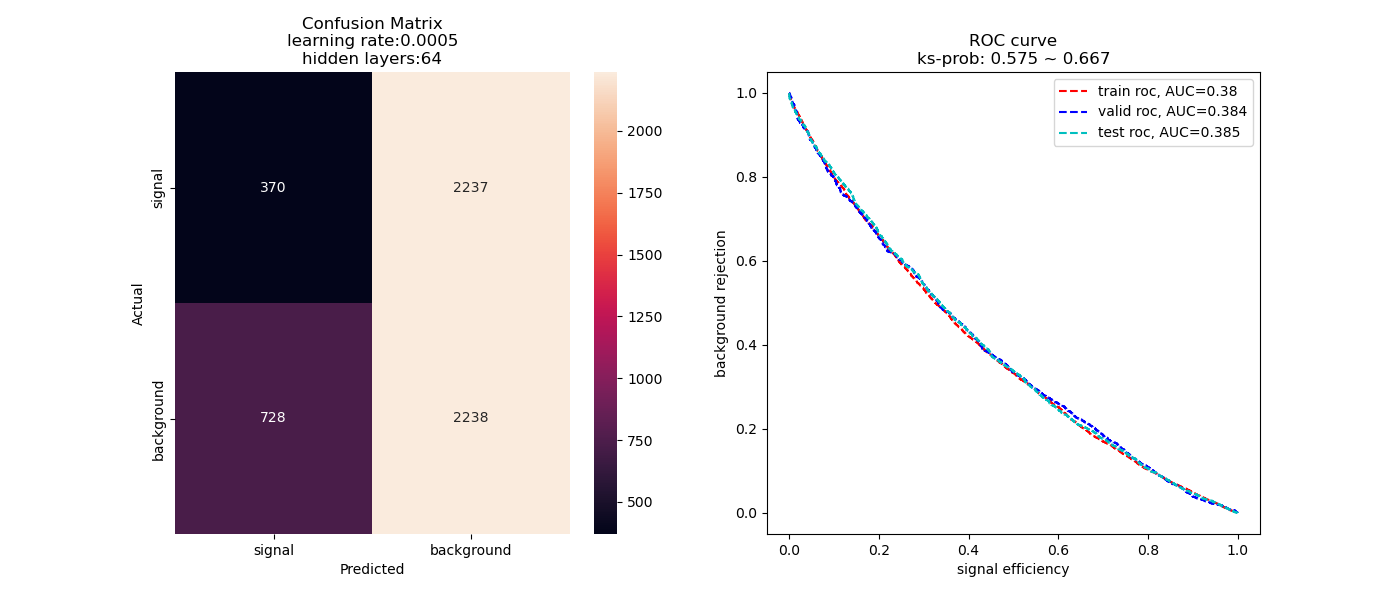 Confusion Matrix
learning rate:0.0005
hidden layers:64
signal
background
Actual
370
2237
728
2238
signal
background
Predicted
2000
1750
1500
1250
1000
750
500
ROC curve
ks-prob: 0.575 ~ 0.667
train roc, AUC=0.38
valid roc, AUC=0.384
test roc, AUC=0.385
background rejection
1.0
0.8
0.6
0.4
0.2
0.0
0.0
0.2
0.4
0.6
0.8
1.0
signal efficiency